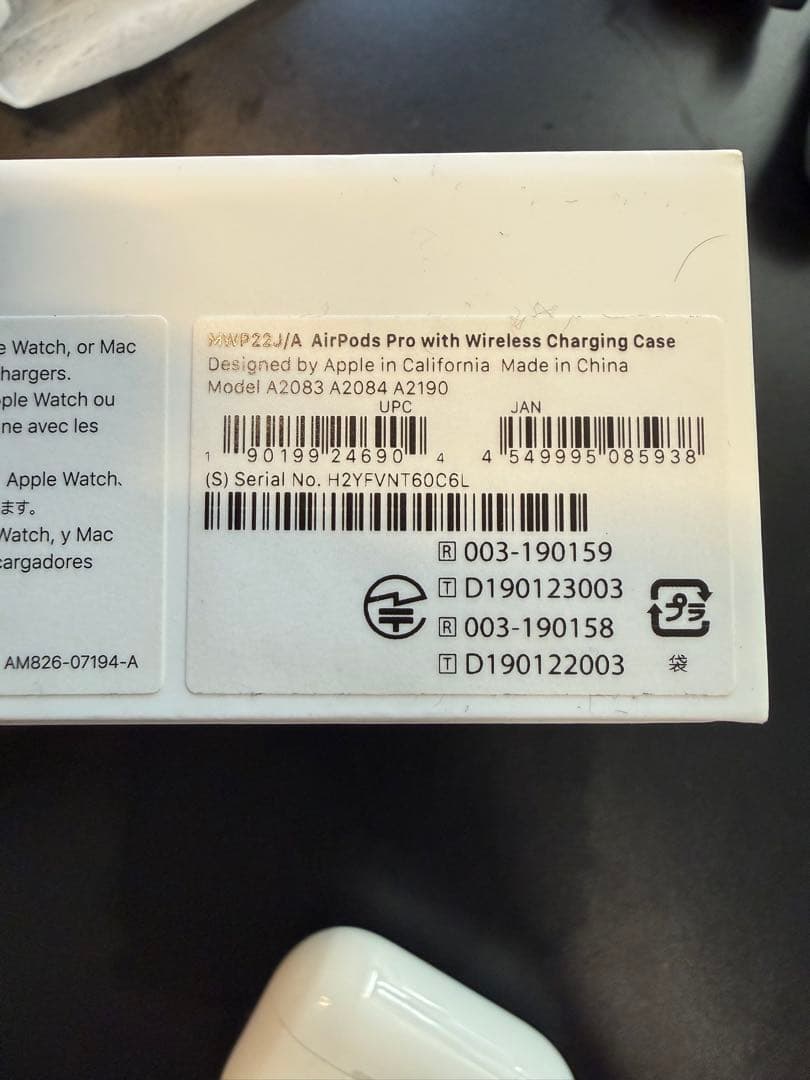 e Watch, or Mac
hargers.
ple Watch ou
ne avec les
Apple Watch、
ます。
Watch, y Mac
cargadores
AM826-07194-A
MWP22J/A AirPods Pro with Wireless Charging Case
Designed by Apple in California Made in China
Model A2083 A2084 A2190
UPC JAN
1 90199 24690 4 4 549995 085938
(S) Serial No. H2YFVNT60C6L
R 003-190159
T D190123003
R 003-190158
T D190122003
プラ
袋